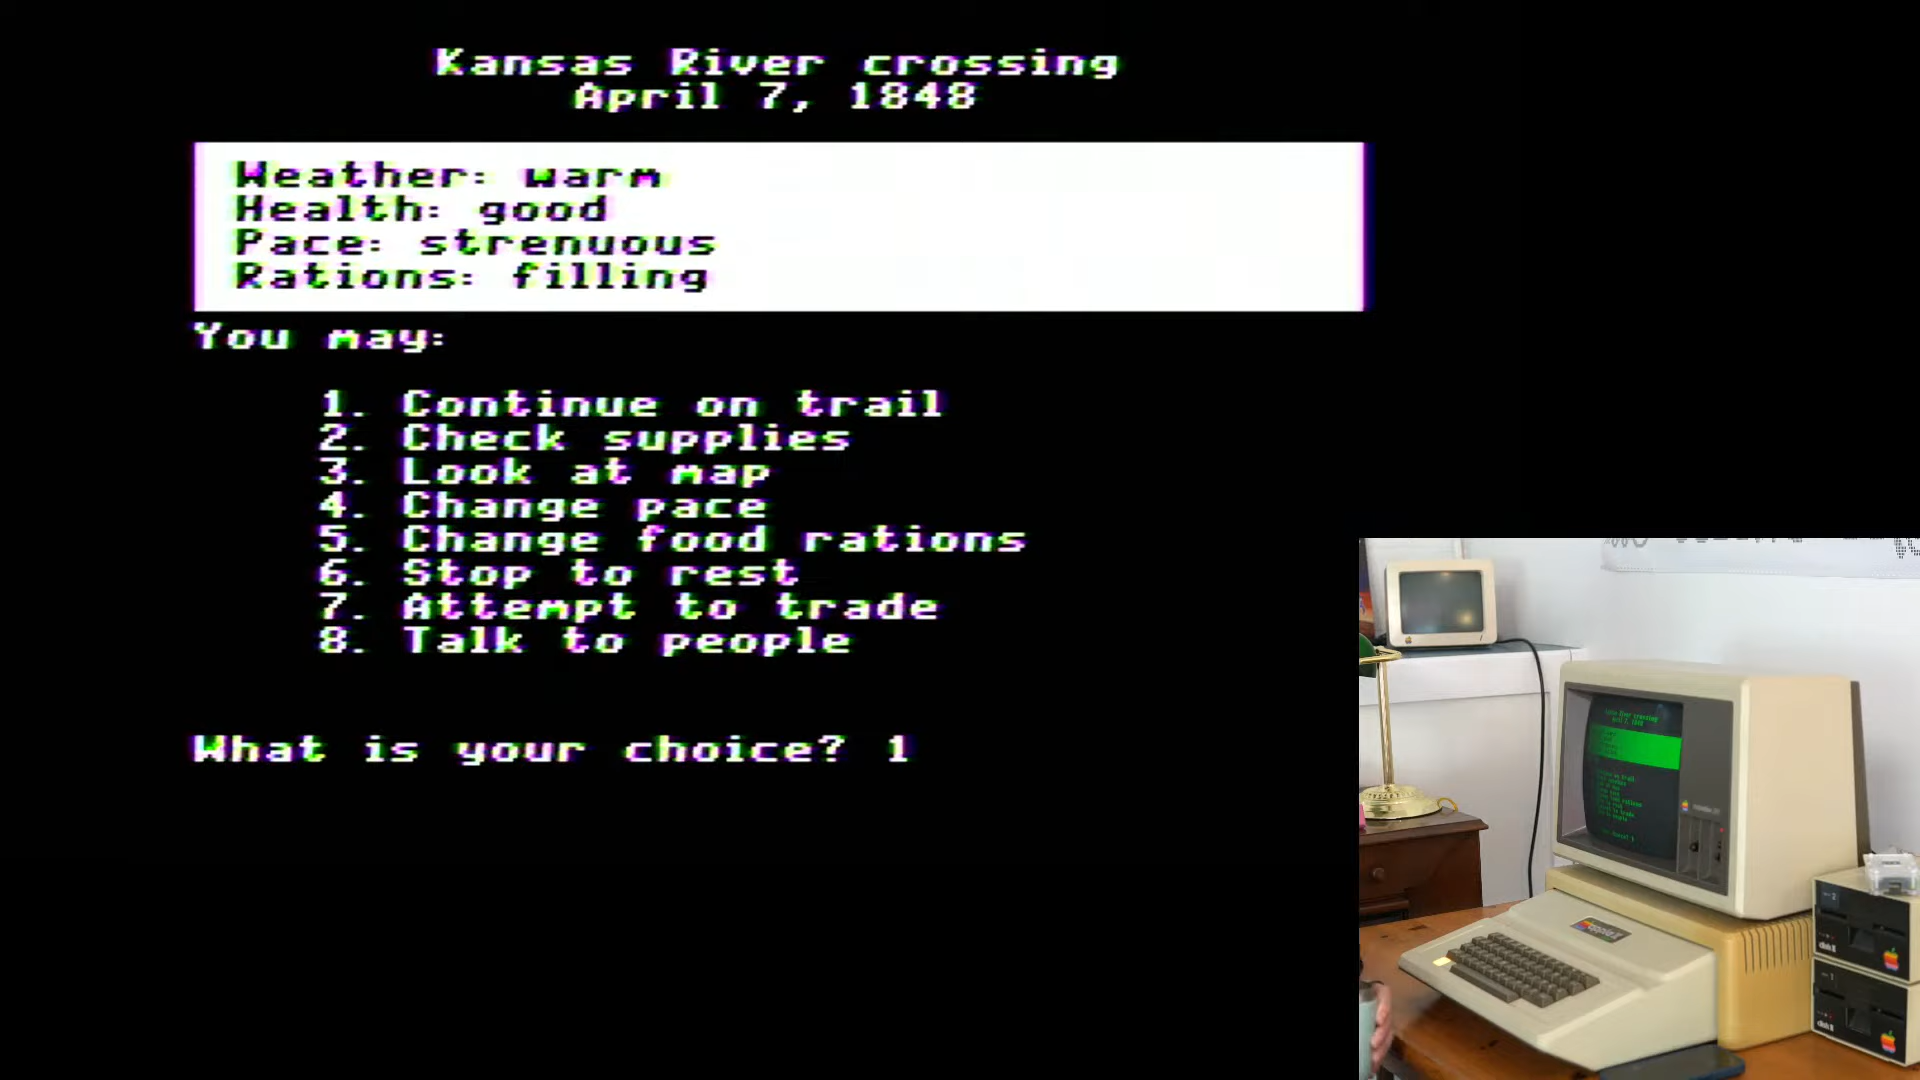 Kansas River crossing
April 7, 1848
Weather: warm
Health: good
Pace: strenuous
Rations: filling
You may:
1. Continue on trail
2. Check supplies
3. Look at map
4. Change pace
5. Change food rations
6. Stop to rest
7. Attempt to trade
8. Talk to people
What is your choice? 1